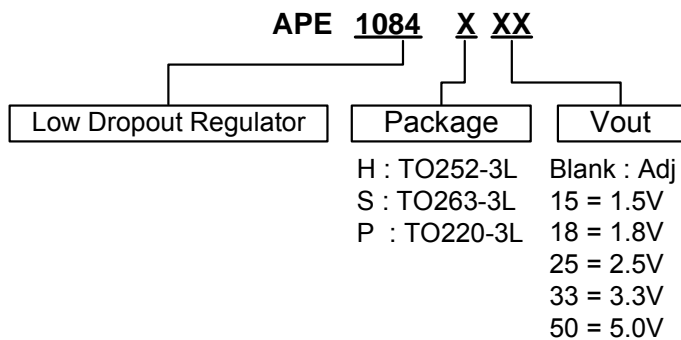 APE 1084 X XX
Low Dropout Regulator Package Vout
H : TO252-3L Blank : Adj
S : TO263-3L 15 = 1.5V
P : TO220-3L 18 = 1.8V
25 = 2.5V
33 = 3.3V
50 = 5.0V